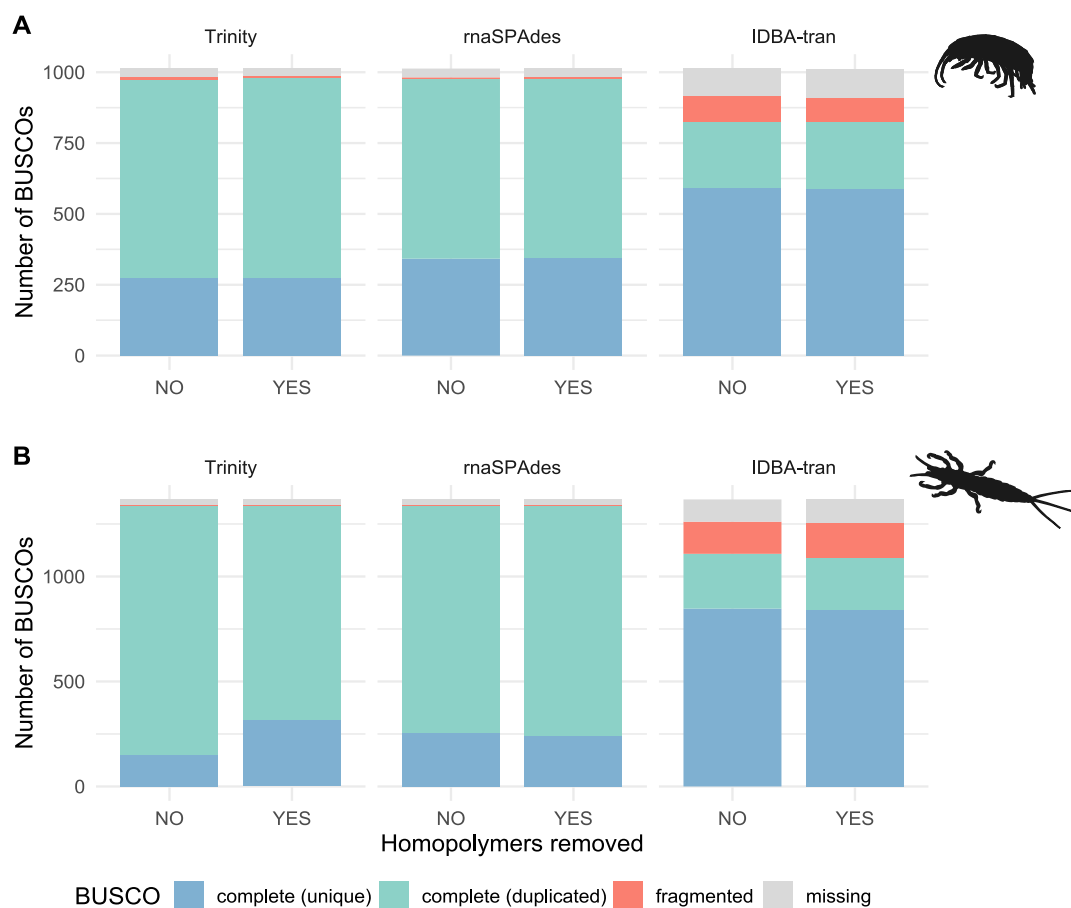 A
Trinity
rnaSPAdes
IDBA-tran
Number of BUSCOs
1000
750
500
250
0
NO
YES
NO
YES
NO
YES
B
Trinity
rnaSPAdes
IDBA-tran
Number of BUSCOs
1000
500
0
NO
YES
NO
YES
NO
YES
Homopolymers removed
BUSCO complete (unique) complete (duplicated) fragmented missing